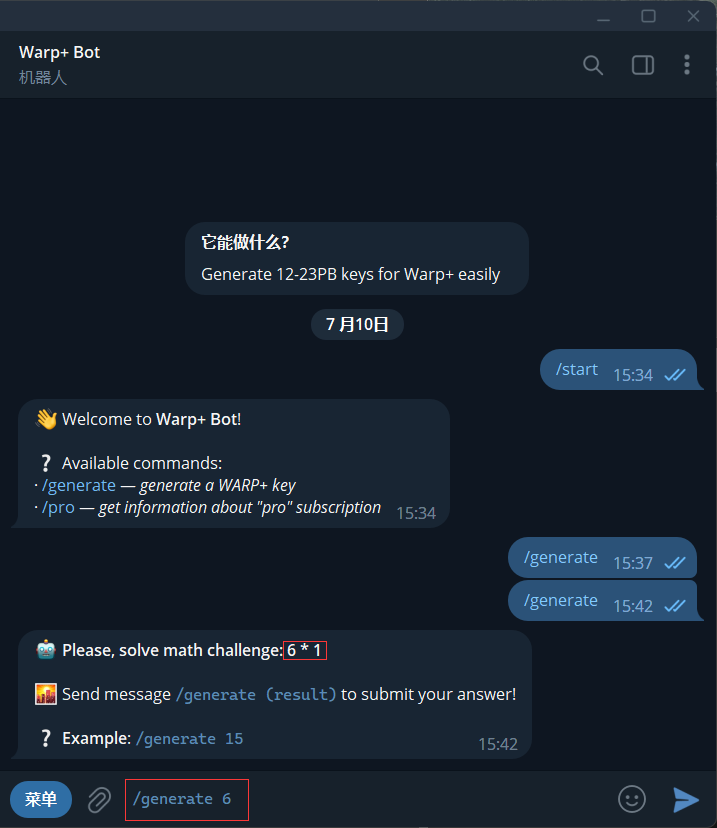 Warp+ Bot
机器人
它能做什么?
Generate 12-23PB keys for Warp+ easily
7 月10日
/start 15:34
👋 Welcome to Warp+ Bot!
❔ Available commands:
· /generate — generate a WARP+ key
· /pro — get information about "pro" subscription 15:34
/generate 15:37
/generate 15:42
🤖 Please, solve math challenge: 6 * 1
🌇 Send message /generate (result) to submit your answer!
❔ Example: /generate 15
15:42
菜单
/generate 6